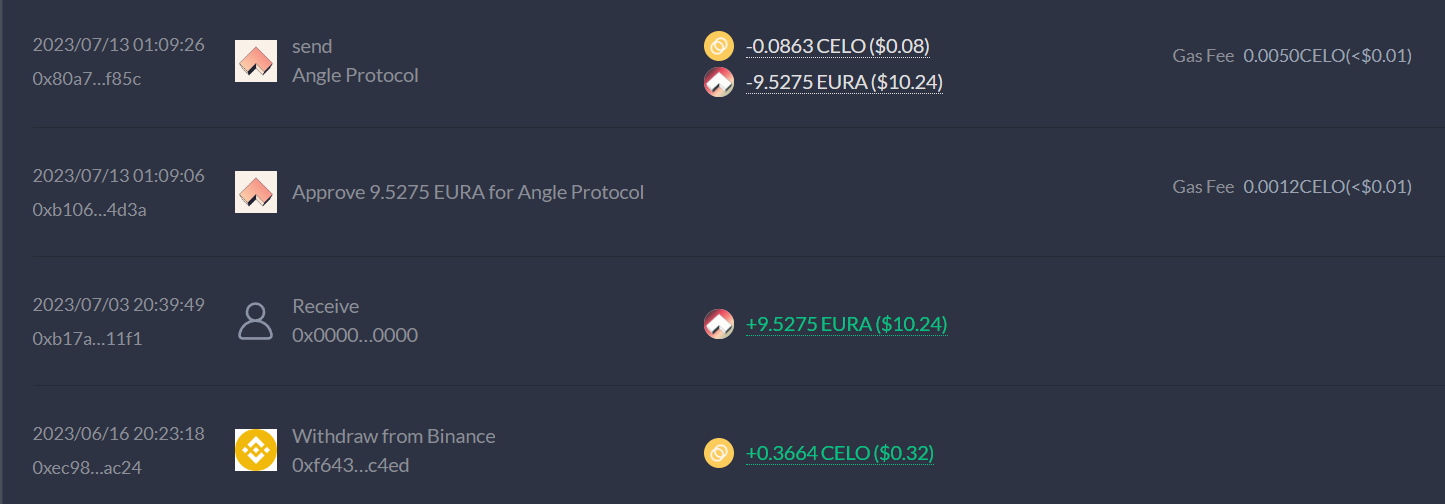 2023/07/13 01:09:26
0x80a7...f85c
send
Angle Protocol
-0.0863 CELO ($0.08)
-9.5275 EURA ($10.24)
Gas Fee 0.0050CELO(<$0.01)
2023/07/13 01:09:06
0xb106...4d3a
Approve 9.5275 EURA for Angle Protocol
Gas Fee 0.0012CELO(<$0.01)
2023/07/03 20:39:49
0xb17a...11f1
Receive
0x0000...0000
+9.5275 EURA ($10.24)
2023/06/16 20:23:18
0xec98...ac24
Withdraw from Binance
0xf643...c4ed
+0.3664 CELO ($0.32)